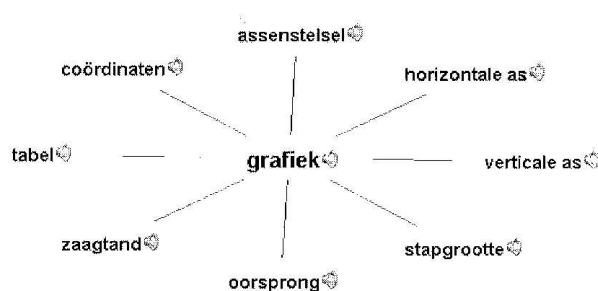 assenstelsel
coördinaten
horizontale as
tabel
grafiek
verticale as
zaagtand
stapgrootte
oorsprong